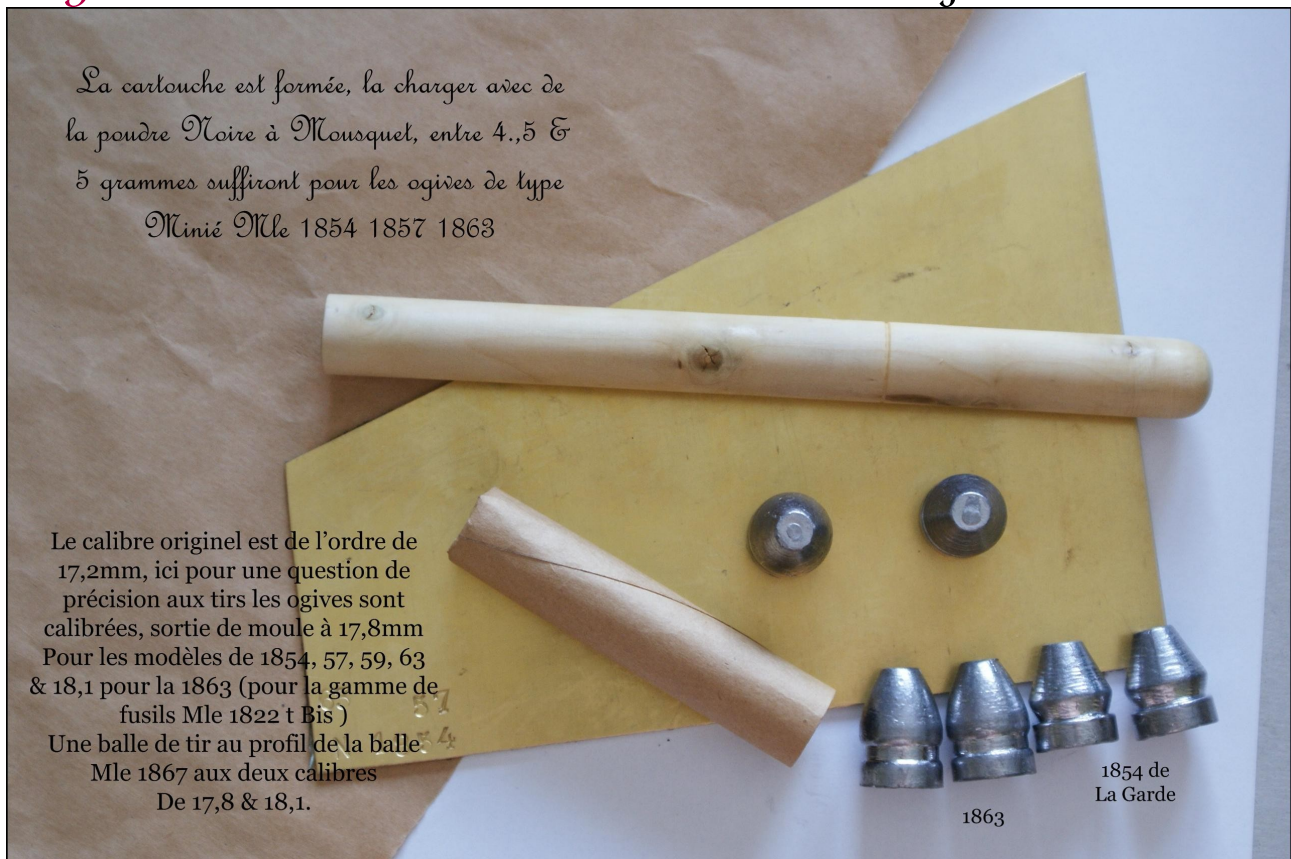 La cartouche est formée, la charger avec de
la poudre Noire à Mousquet, entre 4.,5 &
5 grammes suffiront pour les ogives de type
Minié Mle 1854 1857 1863
Le calibre originel est de l’ordre de
17,2mm, ici pour une question de
précision aux tirs les ogives sont
calibrées, sortie de moule à 17,8mm
Pour les modèles de 1854, 57, 59, 63
& 18,1 pour la 1863 (pour la gamme de
fusils Mle 1822 t Bis )
Une balle de tir au profil de la balle
Mle 1867 aux deux calibres
De 17,8 & 18,1.
57
1854 de
La Garde
1863